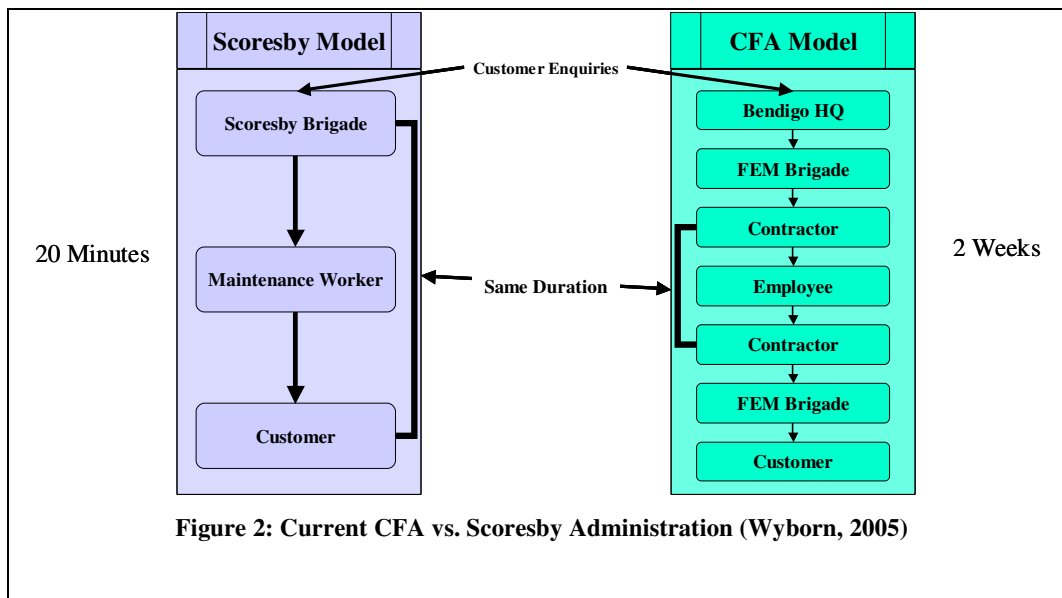 Scoresby Model
CFA Model
Customer Enquiries
Scoresby Brigade
Maintenance Worker
Customer
20 Minutes
Same Duration
Bendigo HQ
FEM Brigade
Contractor
Employee
Contractor
FEM Brigade
Customer
2 Weeks
Figure 2: Current CFA vs. Scoresby Administration (Wyborn, 2005)